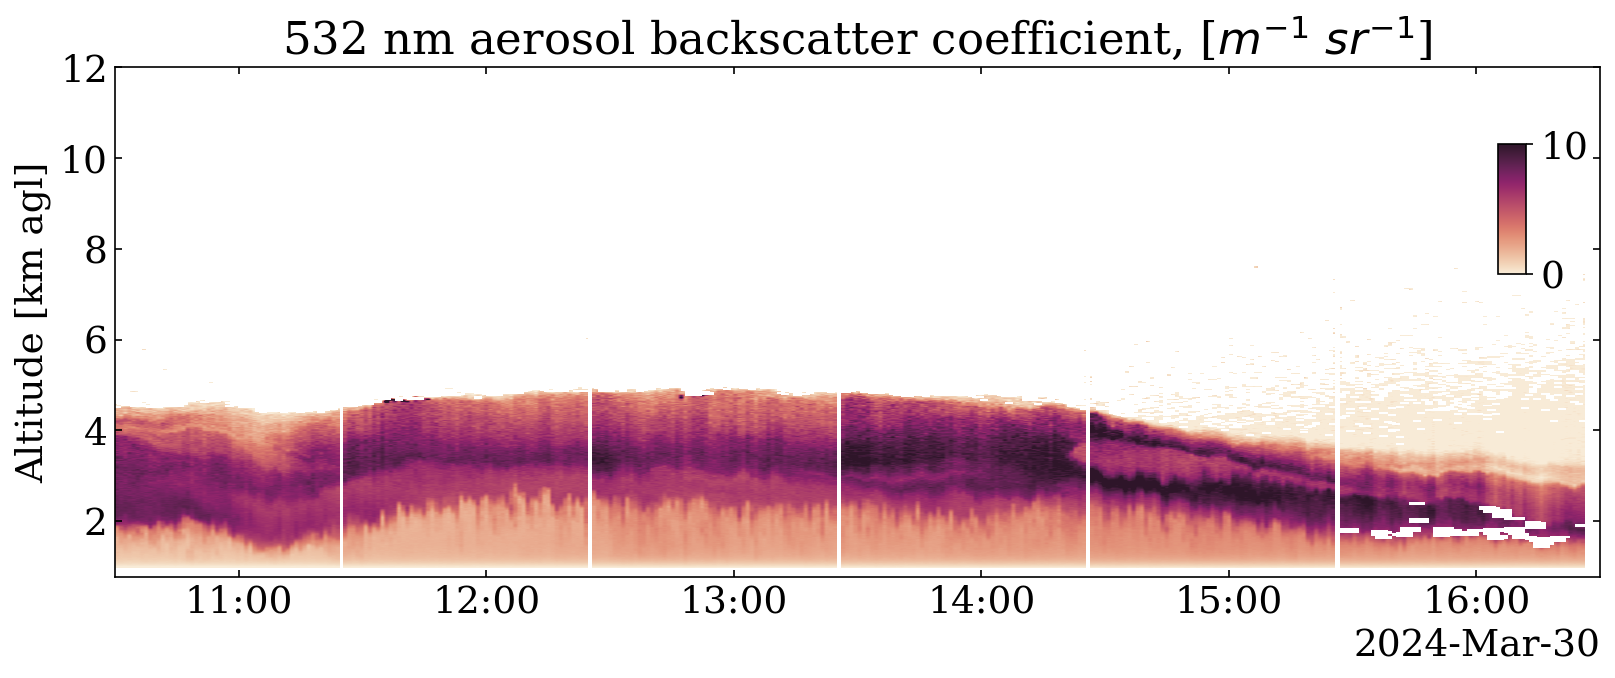 532 nm aerosol backscatter coefficient, [m⁻¹ sr⁻¹]
Altitude [km agl]
12
10
8
6
4
2
10
0
11:00 12:00 13:00 14:00 15:00 16:00
2024-Mar-30